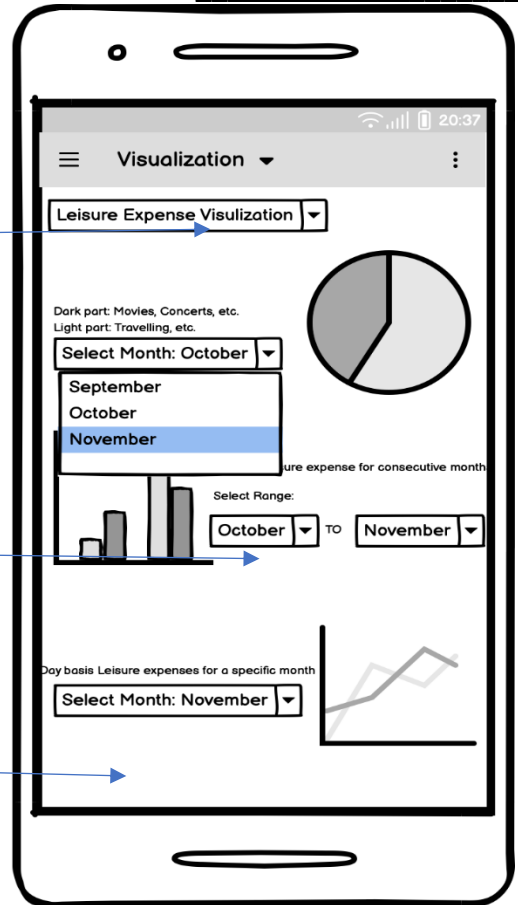 20:37
Visualization
Leisure Expense Visulization
Dark part: Movies, Concerts, etc.
Light part: Travelling, etc.
Select Month: October
September
October
November
expense for consecutive month
Select Range:
October TO November
Day basis Leisure expenses for a specific month
Select Month: November